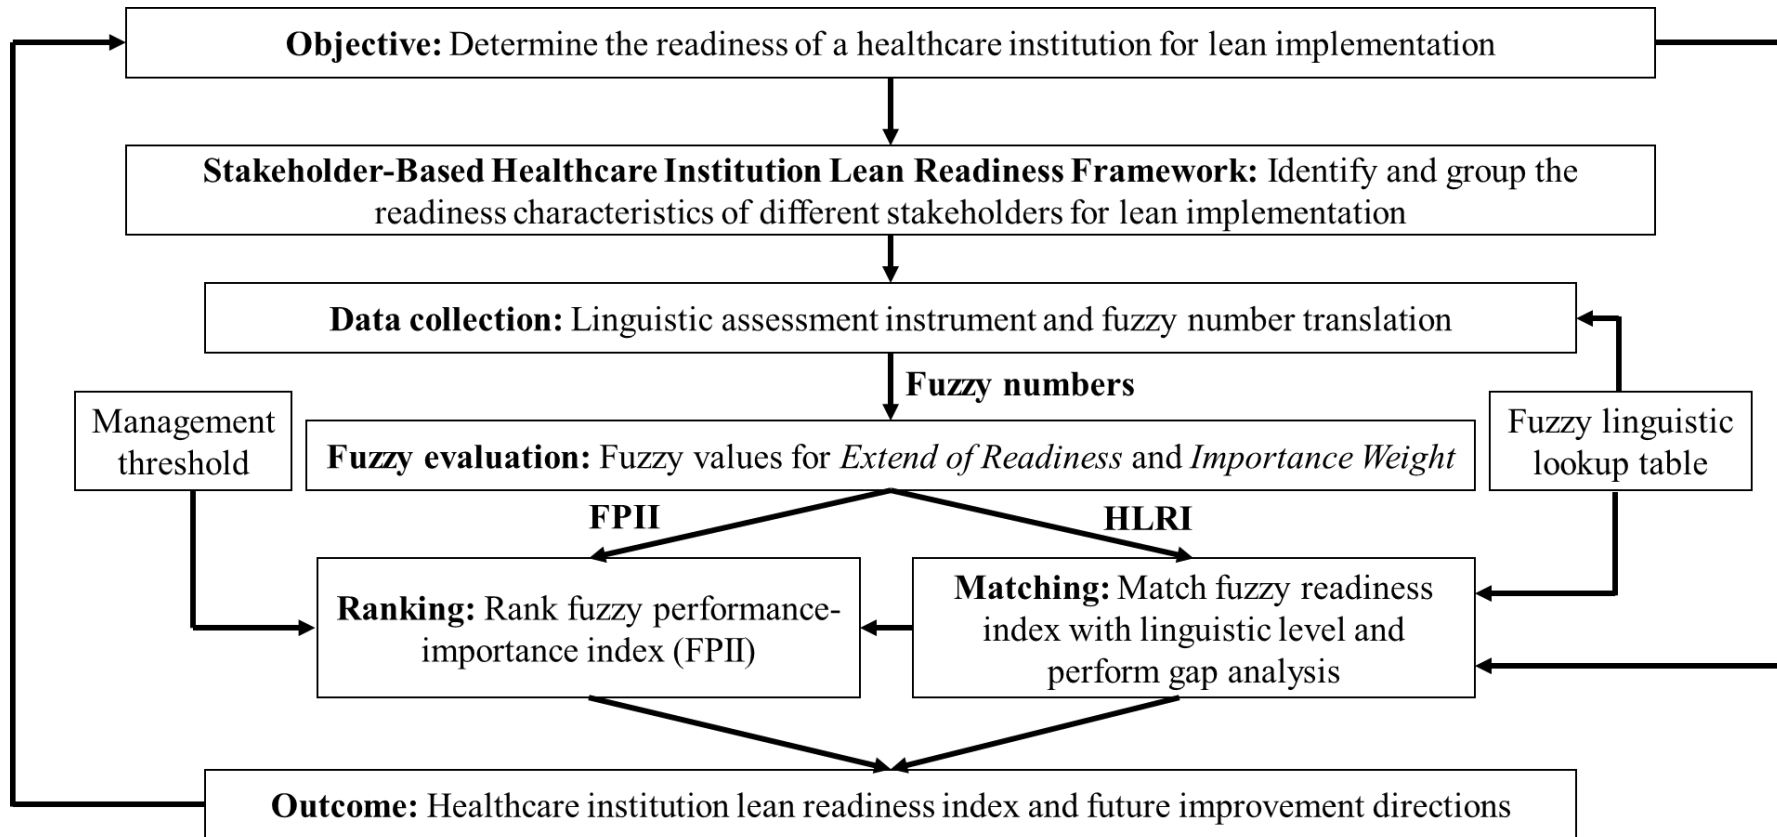 Objective: Determine the readiness of a healthcare institution for lean implementation
Stakeholder-Based Healthcare Institution Lean Readiness Framework: Identify and group the
readiness characteristics of different stakeholders for lean implementation
Data collection: Linguistic assessment instrument and fuzzy number translation
Fuzzy numbers
Management
threshold
Fuzzy evaluation: Fuzzy values for Extend of Readiness and Importance Weight
Fuzzy linguistic
lookup table
FPII
HLRI
Ranking: Rank fuzzy performance-
importance index (FPII)
Matching: Match fuzzy readiness
index with linguistic level and
perform gap analysis
Outcome: Healthcare institution lean readiness index and future improvement directions